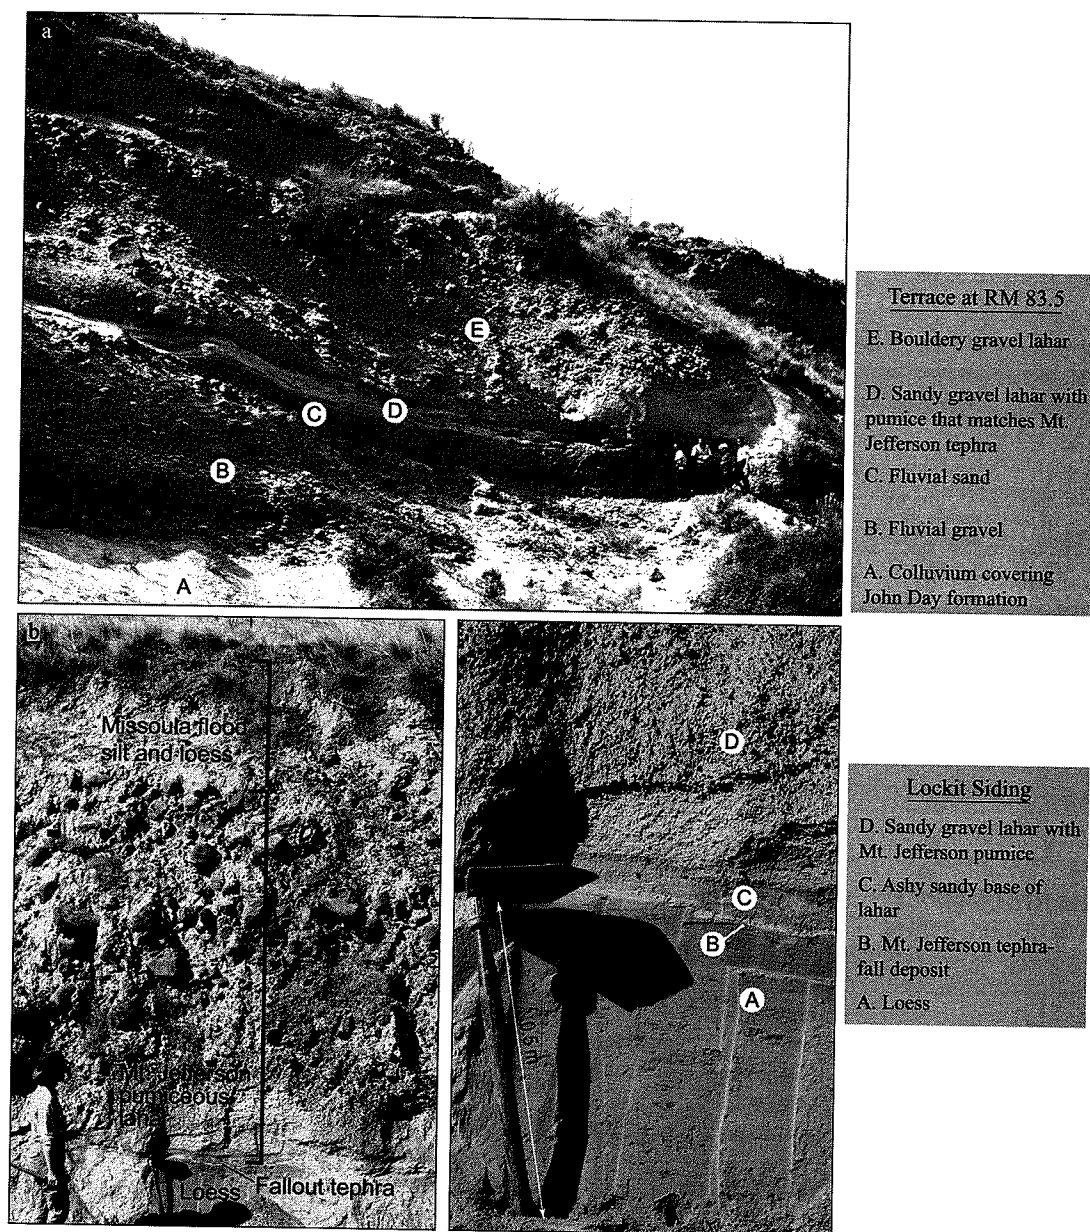 a
E
C
D
B
A
Terrace at RM 83.5
E. Bouldery gravel lahar
D. Sandy gravel lahar with
pumice that matches Mt.
Jefferson tephra
C. Fluvial sand
B. Fluvial gravel
A. Colluvium covering
John Day formation
b
Missoula flood
silt and loess
Mt. Jefferson
pumiceous
lahar
Fallout tephra
Loess
D
C
B
A
Lockit Siding
D. Sandy gravel lahar with
Mt. Jefferson pumice
C. Ashy sandy base of
lahar
B. Mt. Jefferson tephra-
fall deposit
A. Loess